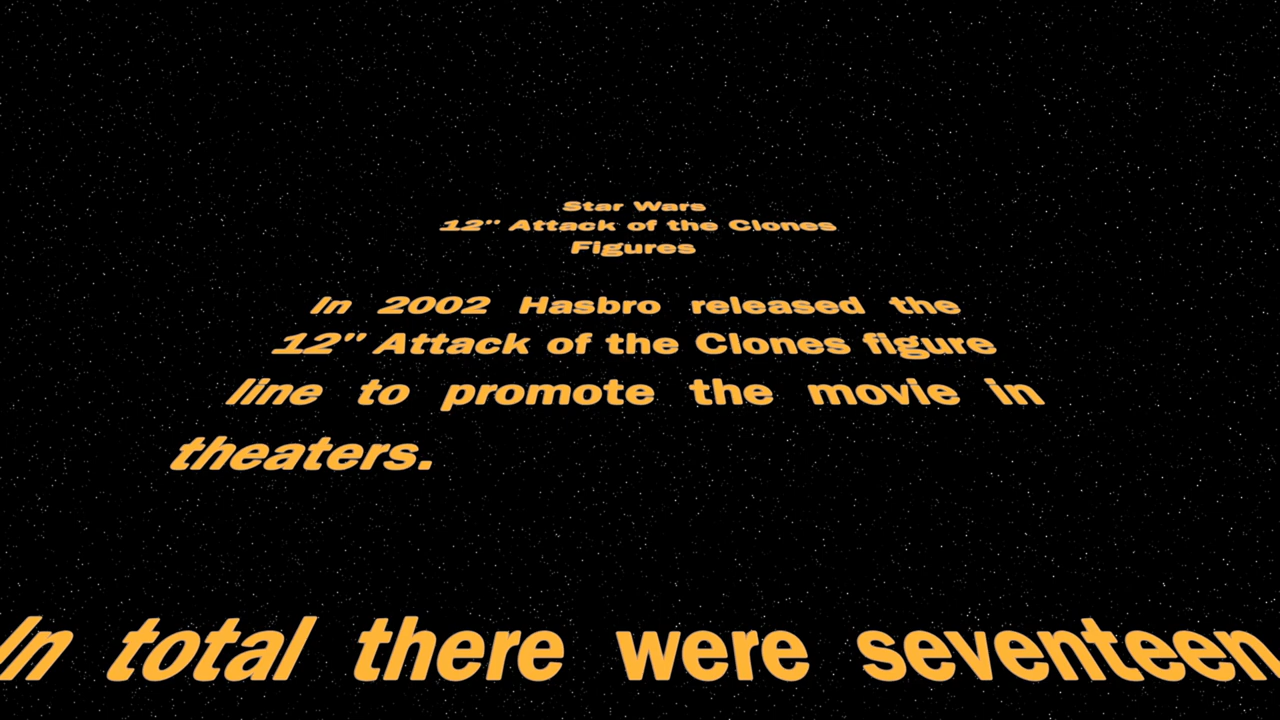 Star Wars
12" Attack of the Clones
Figures
In 2002 Hasbro released the
12" Attack of the Clones figure
line to promote the movie in
theaters.
In total there were seventeen